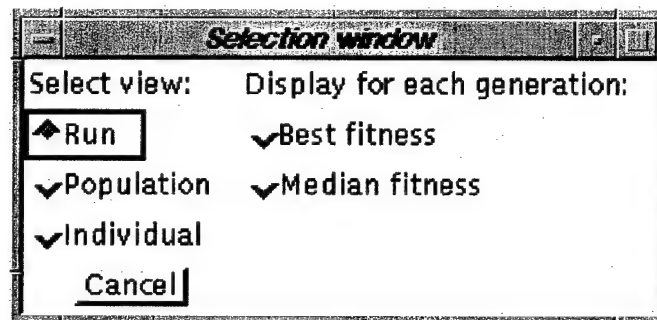 Selection window
Select view: Display for each generation:
Run Best fitness
Population Median fitness
Individual
Cancel